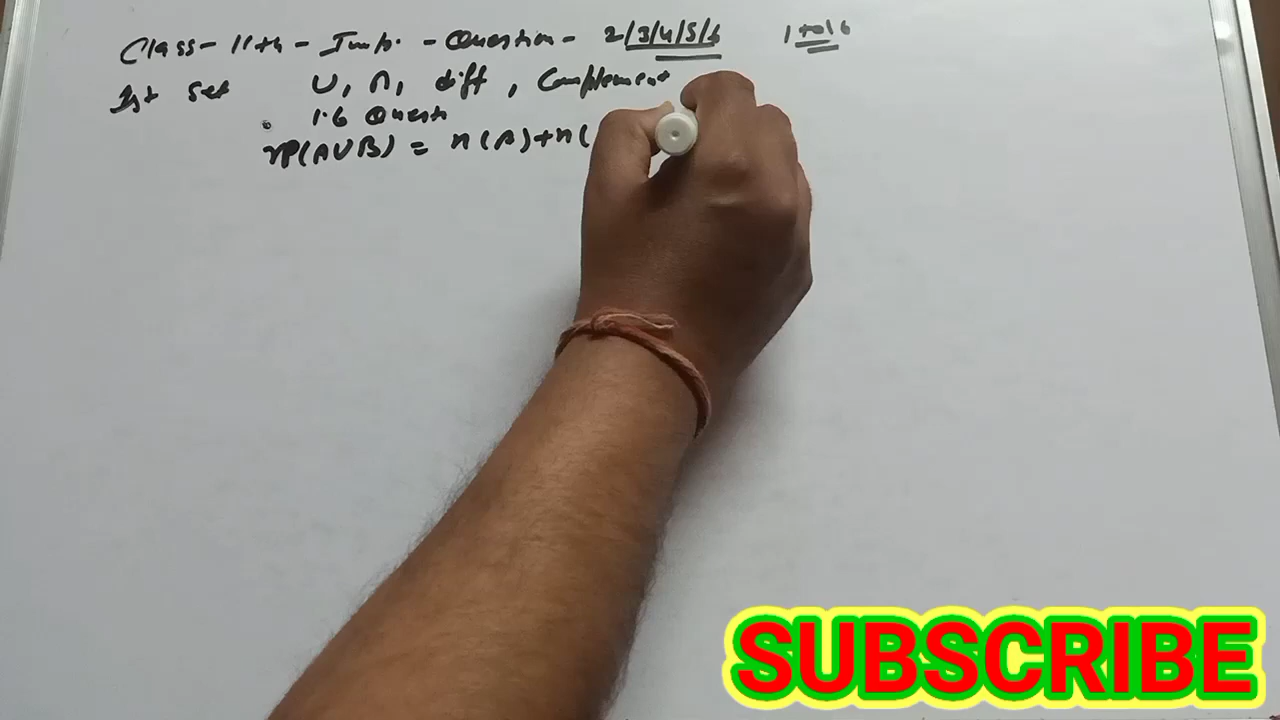 Class - 11th - Imp. - Question - 2/3/4/5/6 1 to 6
Ist Set U, ∩, diff, Complement
1.6 Questi
n(A∪B) = n(A)+n(
SUBSCRIBE